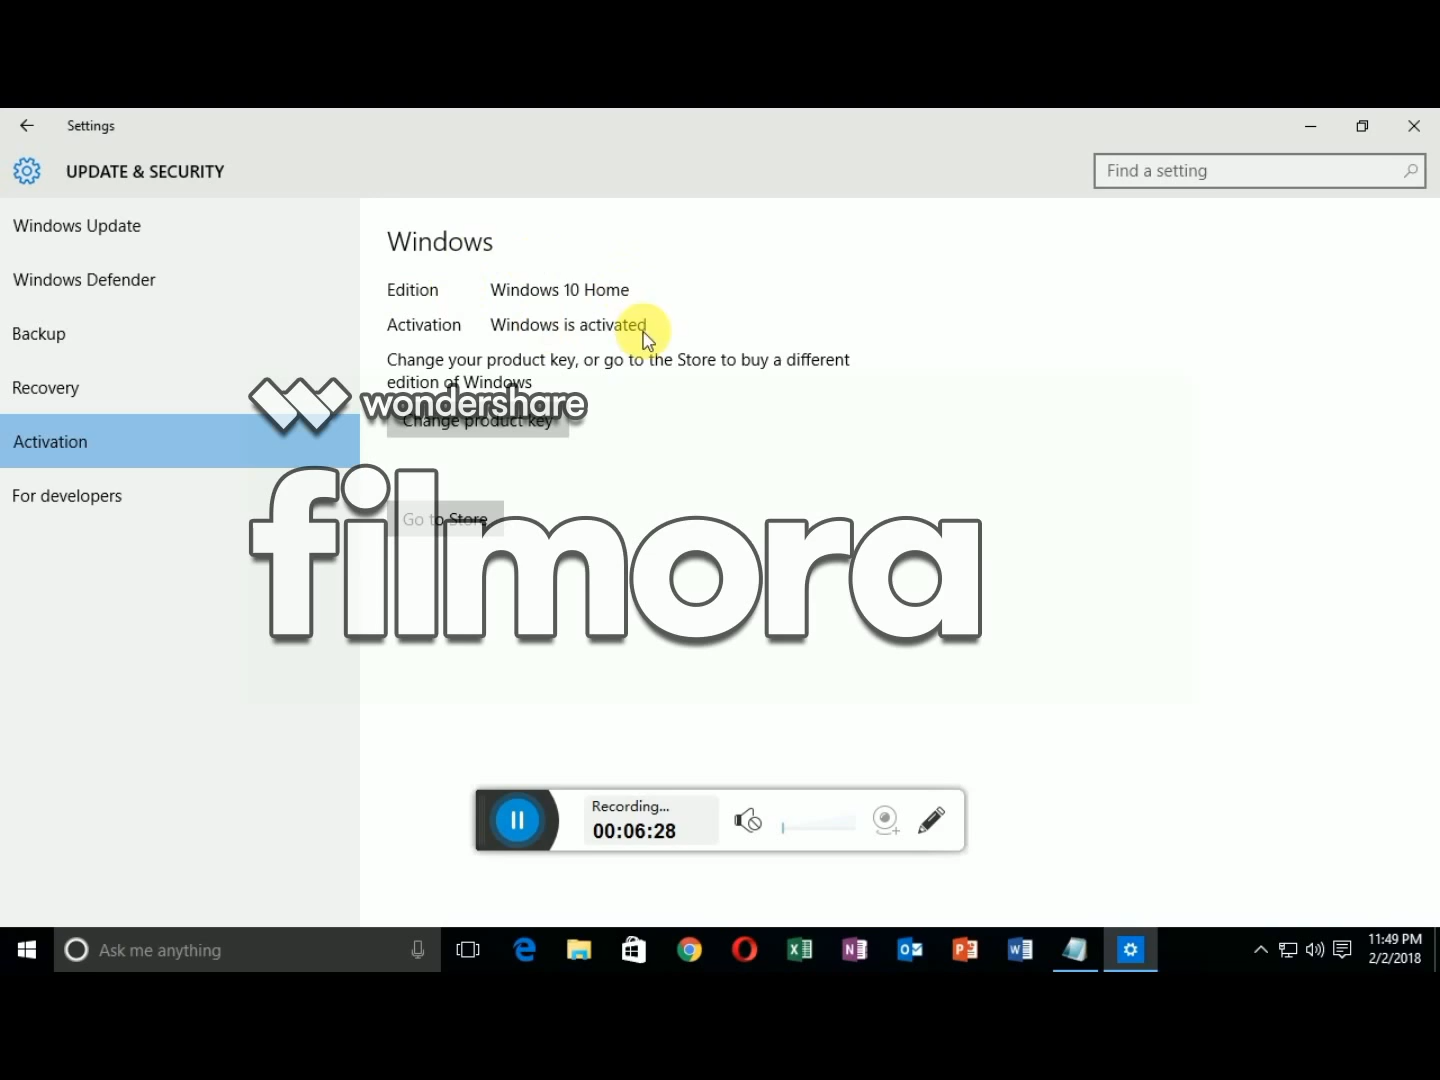 Settings
UPDATE & SECURITY
Find a setting
Windows Update
Windows Defender
Backup
Recovery
Activation
For developers
Windows
Edition Windows 10 Home
Activation Windows is activated
Change your product key, or go to the Store to buy a different
edition of Windows
wondershare
Change product key
Go to Store
filmora
Recording...
00:06:28
Ask me anything
11:49 PM
2/2/2018